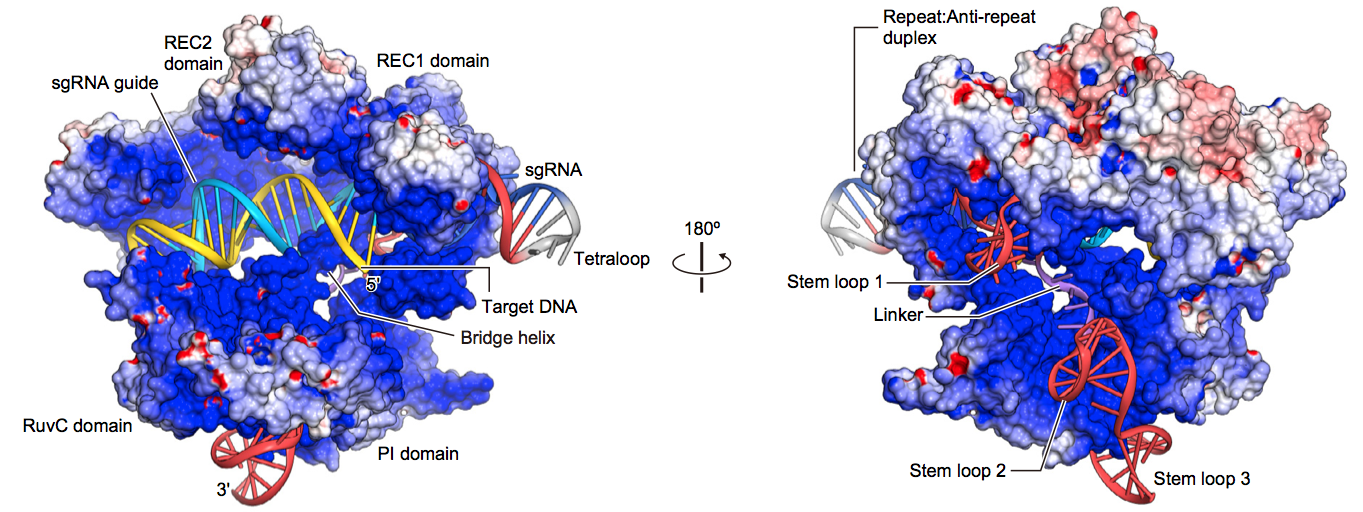 REC2
domain
REC1 domain
sgRNA guide
sgRNA
Tetraloop
5'
Target DNA
Bridge helix
RuvC domain
PI domain
3'
180º
Repeat:Anti-repeat
duplex
Stem loop 1
Linker
Stem loop 2
Stem loop 3